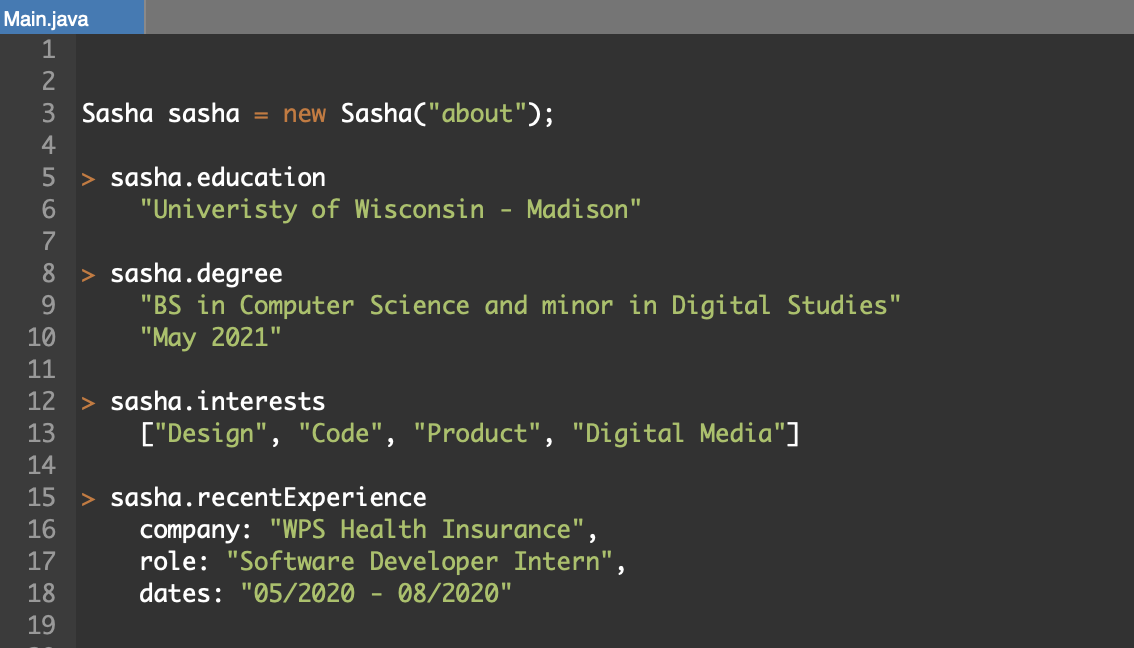 Main.java
1
2
3 Sasha sasha = new Sasha("about");
4
5 > sasha.education
6 "Univeristy of Wisconsin - Madison"
7
8 > sasha.degree
9 "BS in Computer Science and minor in Digital Studies"
10 "May 2021"
11
12 > sasha.interests
13 ["Design", "Code", "Product", "Digital Media"]
14
15 > sasha.recentExperience
16 company: "WPS Health Insurance",
17 role: "Software Developer Intern",
18 dates: "05/2020 - 08/2020"
19